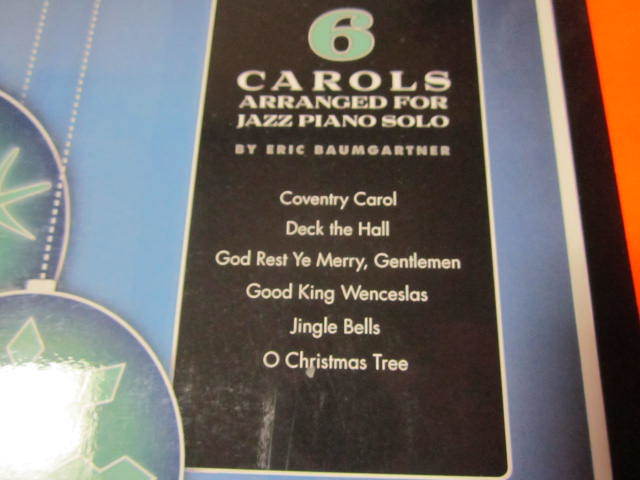 6
CAROLS
ARRANGED FOR
JAZZ PIANO SOLO
BY ERIC BAUMGARTNER
Coventry Carol
Deck the Hall
God Rest Ye Merry, Gentlemen
Good King Wenceslas
Jingle Bells
O Christmas Tree